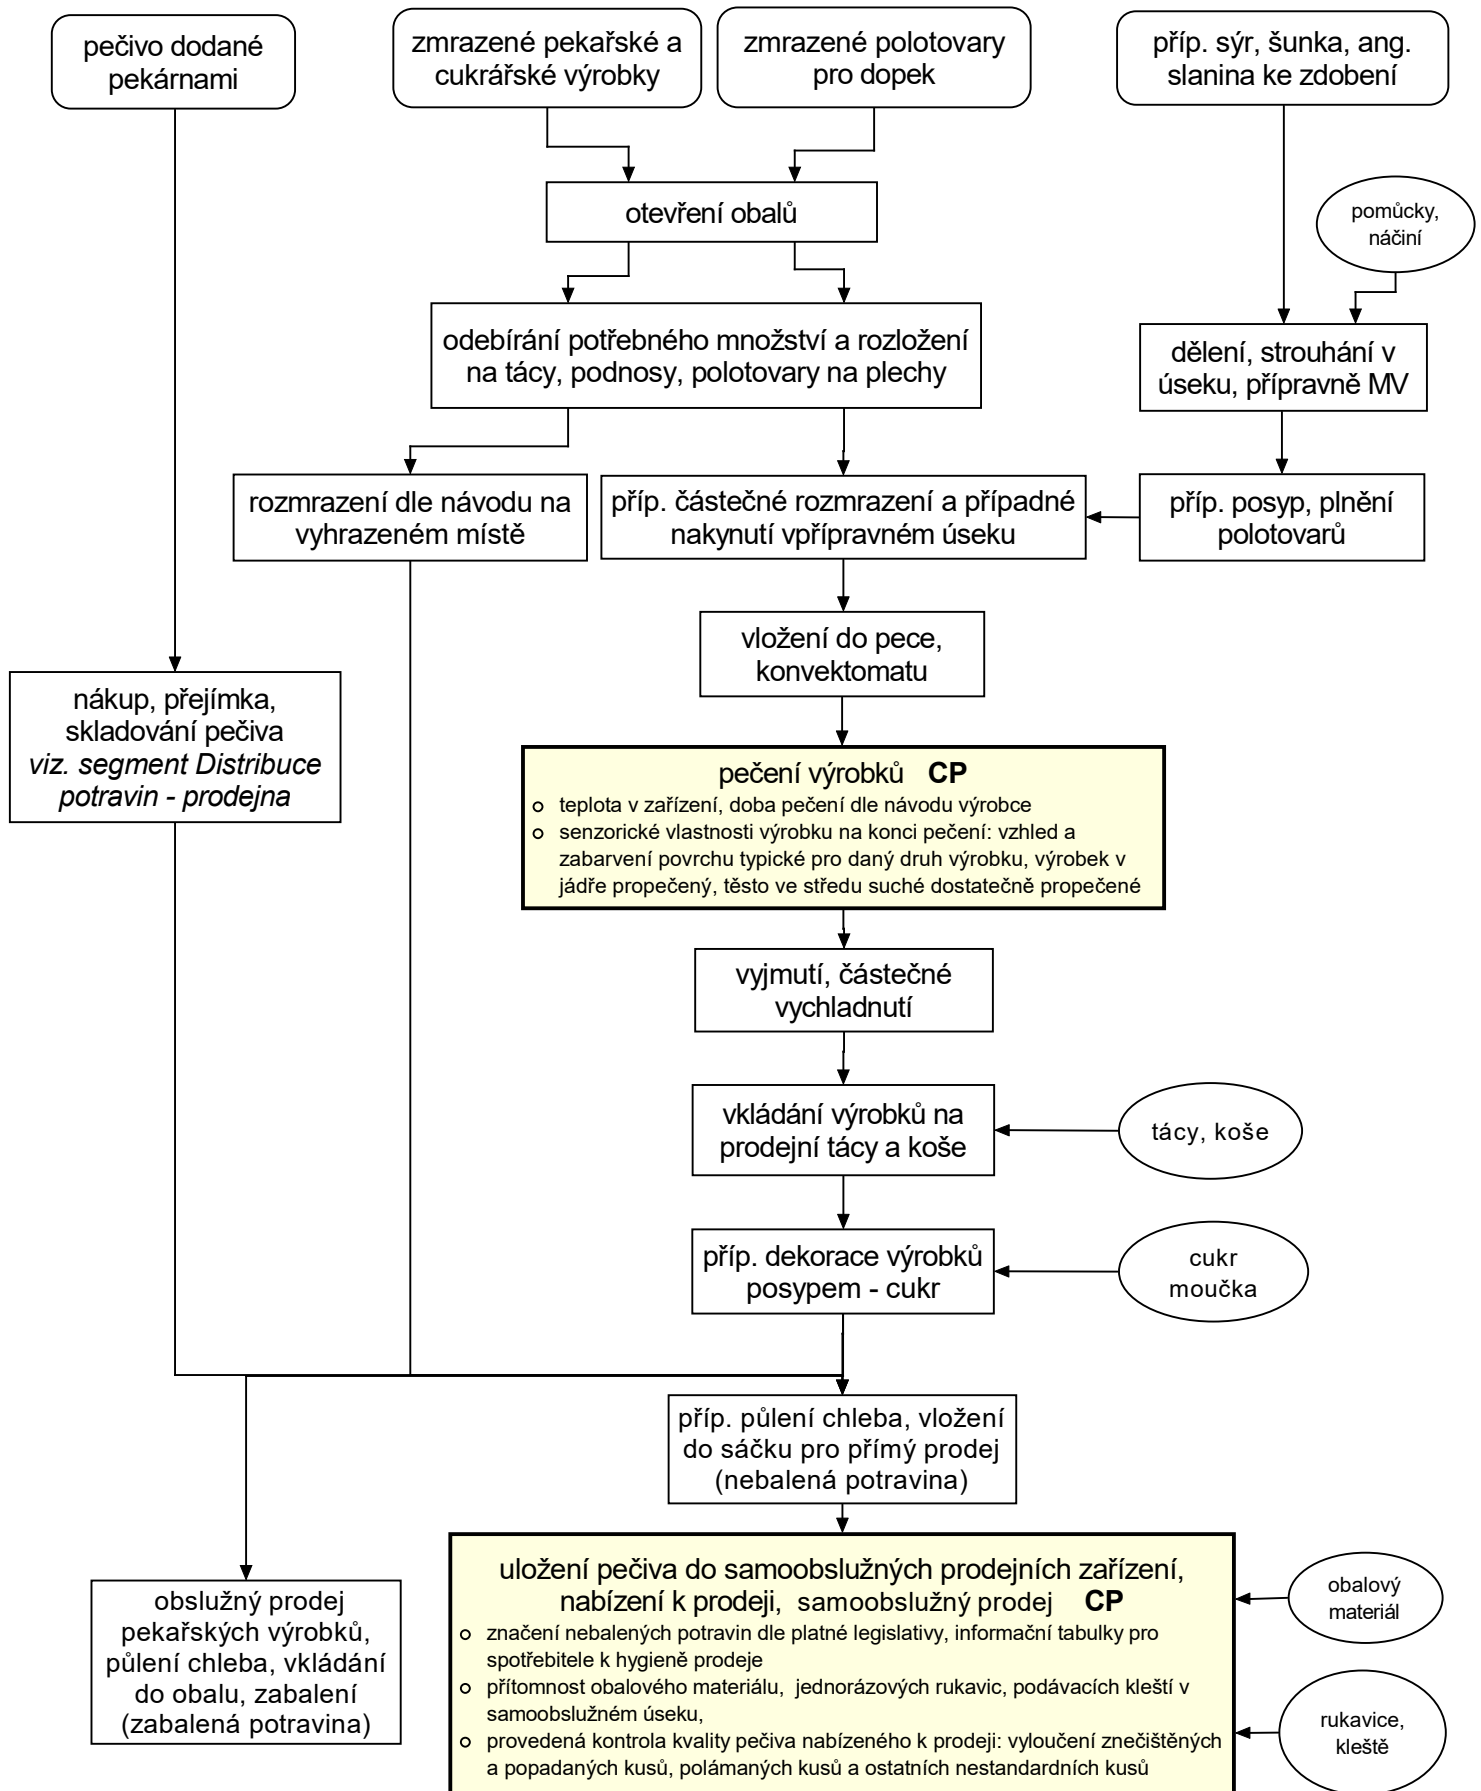 pečivo dodané
pekárnami
zmrazené pekařské a
cukrářské výrobky
zmrazené polotovary
pro dopek
příp. sýr, šunka, ang.
slanina ke zdobení
otevření obalů
pomůcky,
náčiní
odebírání potřebného množství a rozložení
na tácy, podnosy, polotovary na plechy
dělení, strouhání v
úseku, přípravně MV
rozmrazení dle návodu na
vyhrazeném místě
příp. částečné rozmrazení a případné
nakynutí vpřípravném úseku
příp. posyp, plnění
polotovarů
vložení do pece,
konvektomatu
nákup, přejímka,
skladování pečiva
viz. segment Distribuce
potravin - prodejna
pečení výrobků CP
o teplota v zařízení, doba pečení dle návodu výrobce
o senzorické vlastnosti výrobku na konci pečení: vzhled a
zabarvení povrchu typické pro daný druh výrobku, výrobek v
jádře propečený, těsto ve středu suché dostatečně propečené
vyjmutí, částečné
vychladnutí
vkládání výrobků na
prodejní tácy a koše
tácy, koše
příp. dekorace výrobků
posypem - cukr
cukr
moučka
příp. půlení chleba, vložení
do sáčku pro přímý prodej
(nebalená potravina)
obslužný prodej
pekařských výrobků,
půlení chleba, vkládání
do obalu, zabalení
(zabalená potravina)
uložení pečiva do samoobslužných prodejních zařízení,
nabízení k prodeji, samoobslužný prodej CP
o značení nebalených potravin dle platné legislativy, informační tabulky pro
spotřebitele k hygieně prodeje
o přítomnost obalového materiálu, jednorázových rukavic, podávacích kleští v
samoobslužném úseku,
o provedená kontrola kvality pečiva nabízeného k prodeji: vyloučení znečištěných
a popadaných kusů, polámaných kusů a ostatních nestandardních kusů
obalový
materiál
rukavice,
kleště